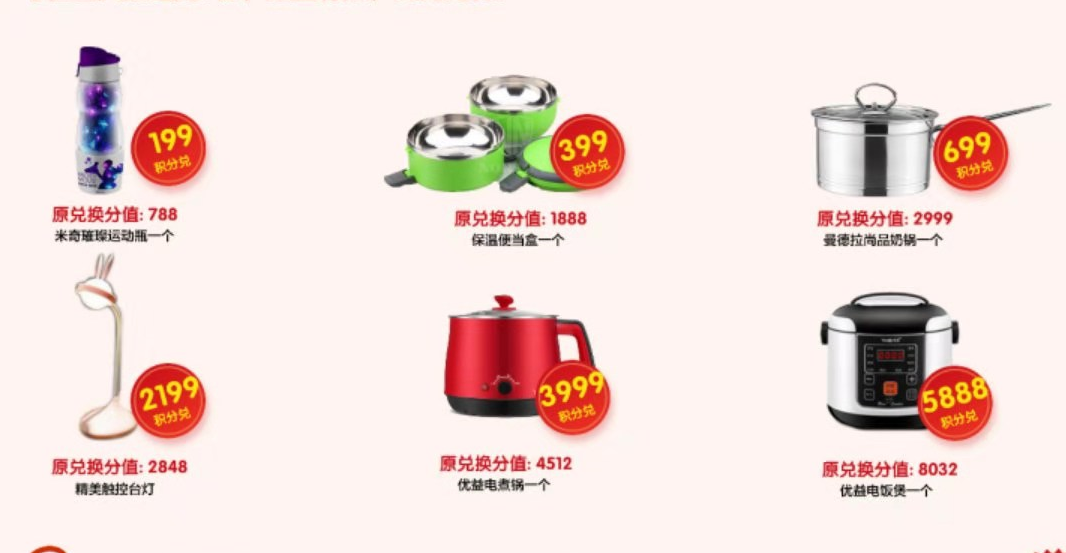 199
积分兑
399
积分兑
699
积分兑
原兑换分值: 788
米奇璀璨运动瓶一个
原兑换分值: 1888
保温便当盒一个
原兑换分值: 2999
曼德拉尚品奶锅一个
2199
积分兑
3999
积分兑
5888
积分兑
原兑换分值: 2848
精美触控台灯
原兑换分值: 4512
优益电煮锅一个
原兑换分值: 8032
优益电饭煲一个